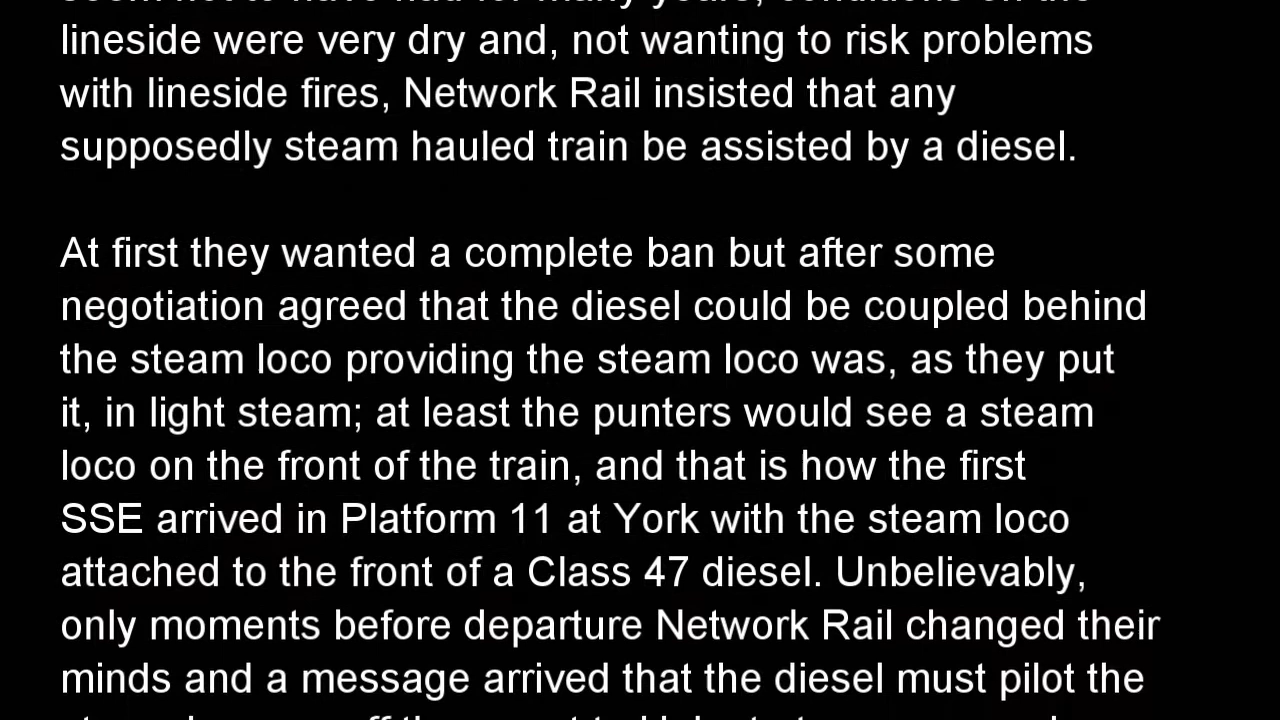 lineside were very dry and, not wanting to risk problems
with lineside fires, Network Rail insisted that any
supposedly steam hauled train be assisted by a diesel.
At first they wanted a complete ban but after some
negotiation agreed that the diesel could be coupled behind
the steam loco providing the steam loco was, as they put
it, in light steam; at least the punters would see a steam
loco on the front of the train, and that is how the first
SSE arrived in Platform 11 at York with the steam loco
attached to the front of a Class 47 diesel. Unbelievably,
only moments before departure Network Rail changed their
minds and a message arrived that the diesel must pilot the